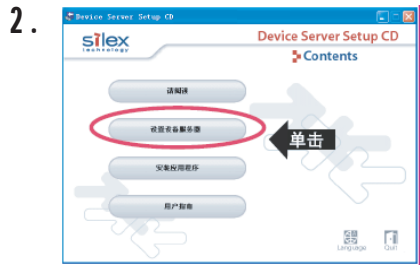 2.
Device Server Setup CD
silex
technology
Device Server Setup CD
Contents
请阅读
设置设备服务器
单击
安装应用程序
用户指南
Language
Quit